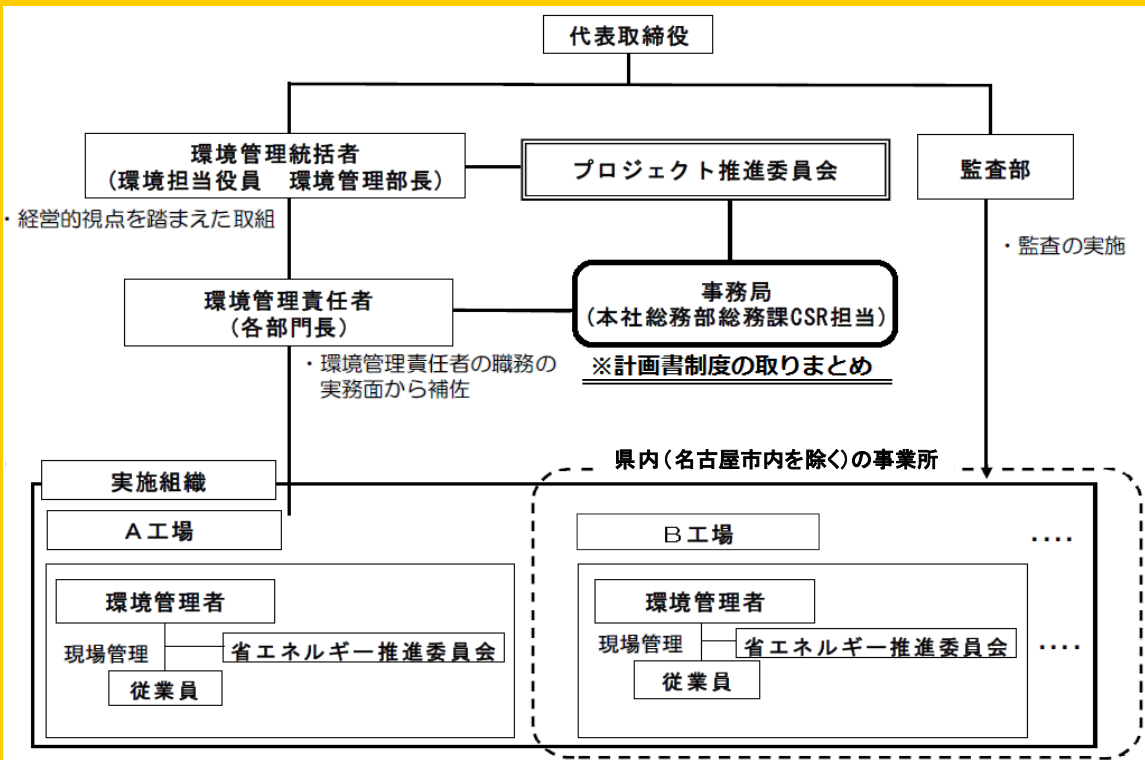 代表取締役
環境管理統括者
(環境担当役員 環境管理部長)
プロジェクト推進委員会
監査部
・経営的視点を踏まえた取組
・監査の実施
環境管理責任者
(各部門長)
事務局
(本社総務部総務課CSR担当)
・環境管理責任者の職務の
実務面から補佐
※計画書制度の取りまとめ
県内(名古屋市内を除く)の事業所
実施組織
A工場
B工場
....
環境管理者
現場管理
省エネルギー推進委員会
従業員
環境管理者
現場管理
省エネルギー推進委員会
....
従業員